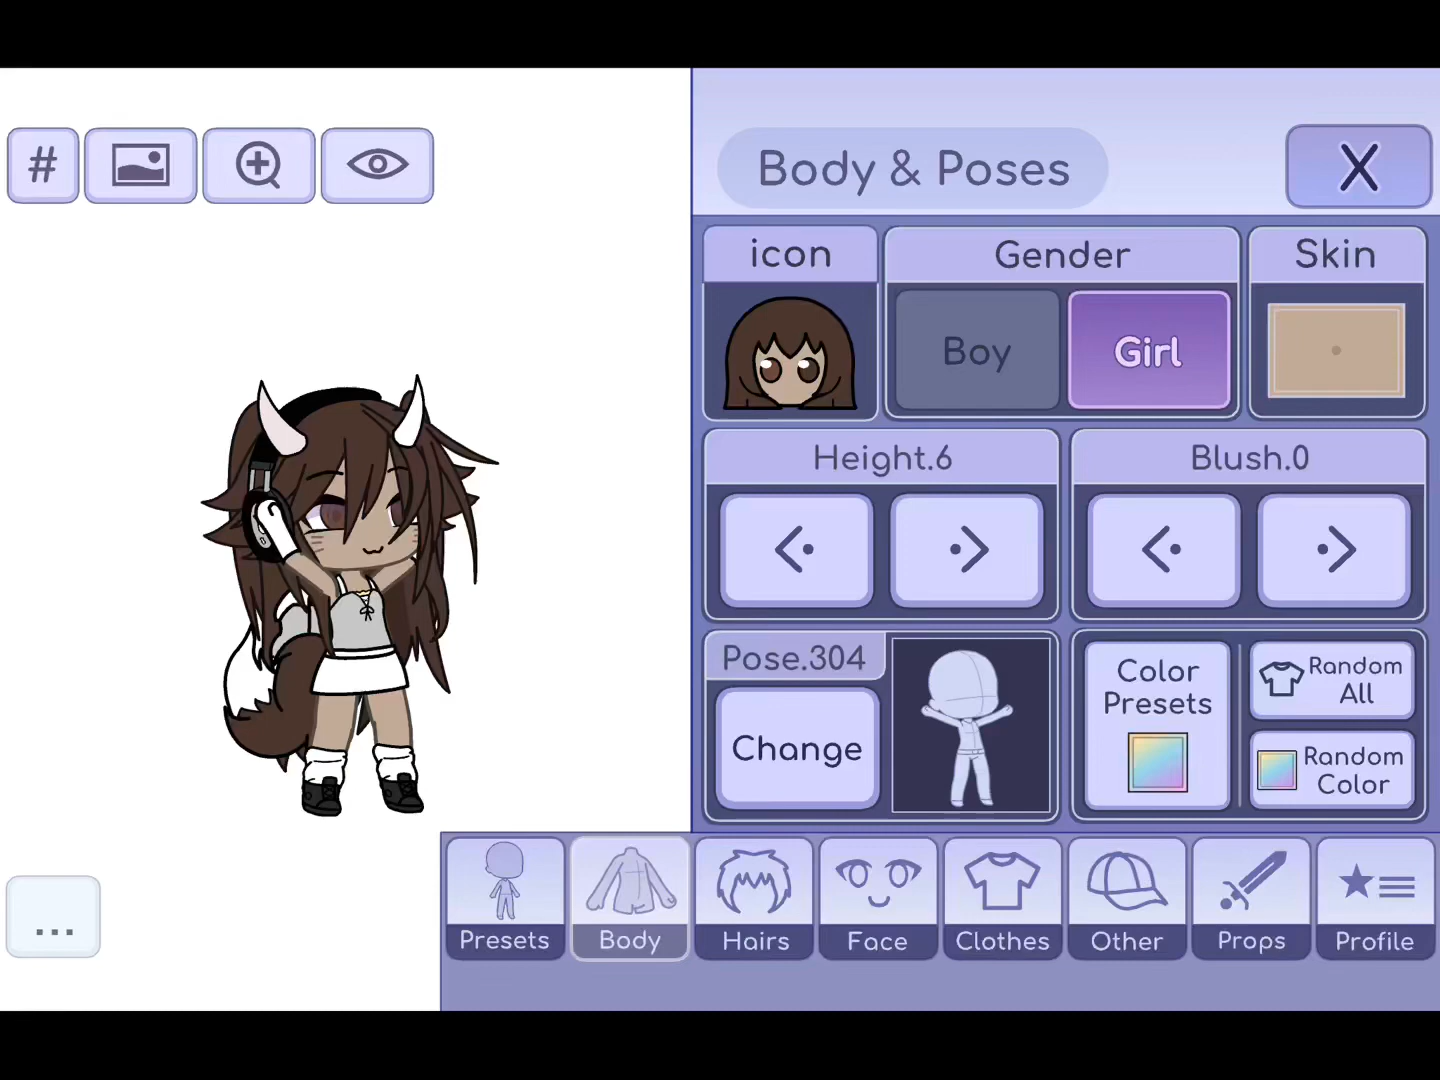 #
Body & Poses
X
icon
Gender
Skin
Boy
Girl
Height.6
Blush.0
Pose.304
Change
Color
Presets
Random
All
Random
Color
...
Presets
Body
Hairs
Face
Clothes
Other
Props
Profile